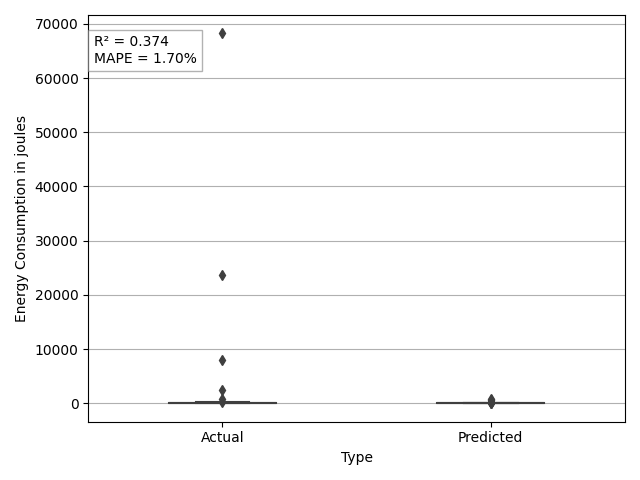 70000
R² = 0.374
MAPE = 1.70%
60000
50000
40000
30000
20000
10000
0
Energy Consumption in joules
Actual
Predicted
Type